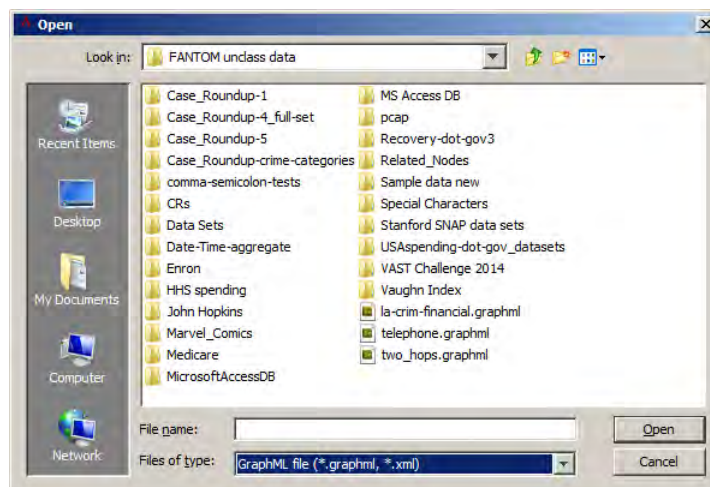 Open
Look in: FANTOM unclass data
Recent Items
Desktop
My Documents
Computer
Network
Case_Roundup-1
Case_Roundup-4_full-set
Case_Roundup-5
Case_Roundup-crime-categories
comma-semicolon-tests
CRs
Data Sets
Date-Time-aggregate
Enron
HHS spending
John Hopkins
Marvel_Comics
Medicare
MicrosoftAccessDB
MS Access DB
pcap
Recovery-dot-gov3
Related_Nodes
Sample data new
Special Characters
Stanford SNAP data sets
USAspending-dot-gov_datasets
VAST Challenge 2014
Vaughn Index
la-crim-financial.graphml
telephone.graphml
two_hops.graphml
File name:
Open
Files of type: GraphML file (*.graphml, *.xml)
Cancel